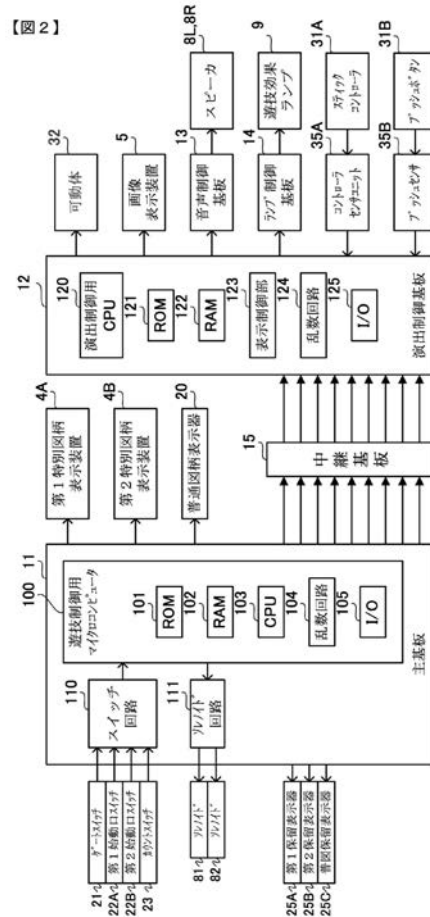 【図2】
21
ゲートスイッチ
22A
第1始動口スイッチ
22B
第2始動口スイッチ
23
カウントスイッチ
81
ソレノイド
82
ソレノイド
25A
第1保留表示器
25B
第2保留表示器
25C
普図保留表示器
11
主基板
110
スイッチ
回路
111
ソレノイド
回路
100
遊技制御用
マイクロコンピュータ
101
ROM
102
RAM
103
CPU
104
乱数回路
105
I/O
4A
第1特別図柄
表示装置
4B
第2特別図柄
表示装置
20
普通図柄表示器
15
中継基板
12
演出制御基板
120
演出制御用
CPU
121
ROM
122
RAM
123
表示制御部
124
乱数回路
125
I/O
32
可動体
5
画像
表示装置
13
音声制御
基板
8L,8R
スピーカ
14
ランプ制御
基板
9
遊技効果
ランプ
35A
コントローラ
センサユニット
31A
スティック
コントローラ
35B
プッシュセンサ
31B
プッシュボタン